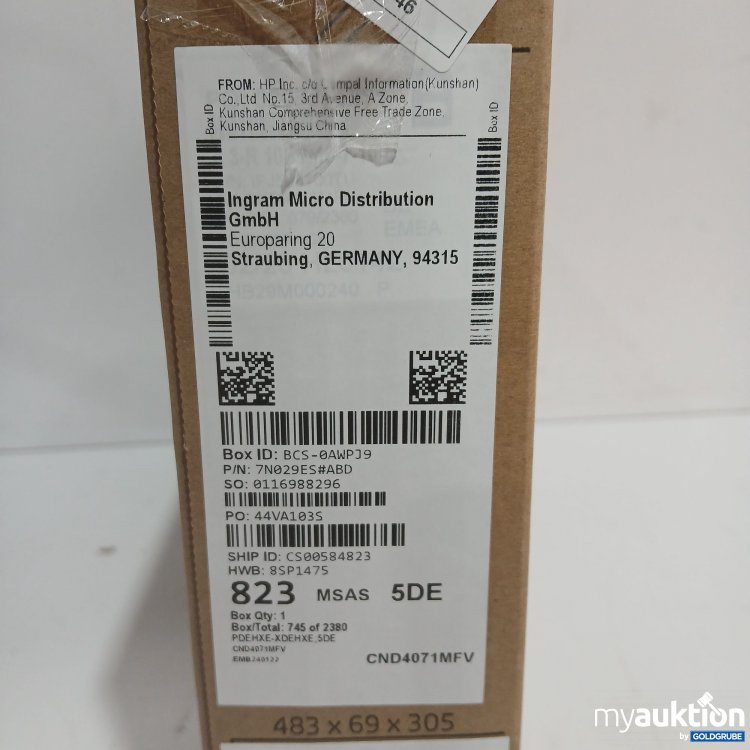 46
FROM: HP Inc. c/o Compal Information(Kunshan)
Co., Ltd No.15, 3rd Avenue, A Zone,
Kunshan Comprehensive Free Trade Zone,
Kunshan, Jiangsu China
Box ID
Box ID
Ingram Micro Distribution
GmbH
Europaring 20
Straubing, GERMANY, 94315
EMEA
Box ID: BCS-0AWPJ9
P/N: 7N029ES#ABD
SO: 0116988296
PO: 44VA103S
SHIP ID: CS00584823
HWB: 8SP1475
823 MSAS 5DE
Box Qty: 1
Box/Total: 745 of 2380
PDEHXE-XDEHXE,5DE
CND4071MFV
EMB240122
CND4071MFV
483 x 69 x 305
myauktion
by GOLDGRUBE